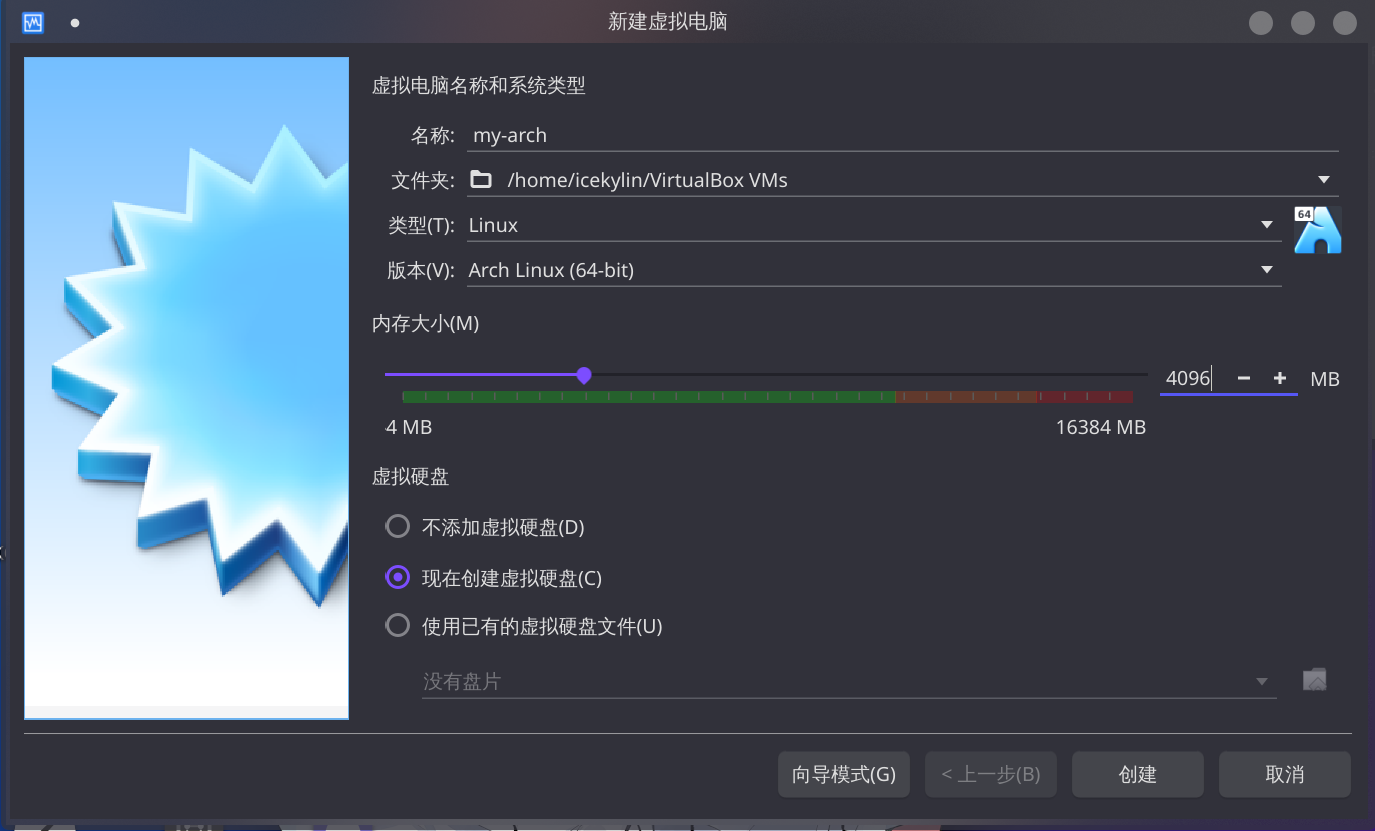 新建虚拟电脑
虚拟电脑名称和系统类型
名称: my-arch
文件夹: /home/icekylin/VirtualBox VMs
类型(T): Linux
64
版本(V): Arch Linux (64-bit)
内存大小(M)
4096 MB
4 MB 16384 MB
虚拟硬盘
不添加虚拟硬盘(D)
现在创建虚拟硬盘(C)
使用已有的虚拟硬盘文件(U)
没有盘片
向导模式(G) < 上一步(B) 创建 取消